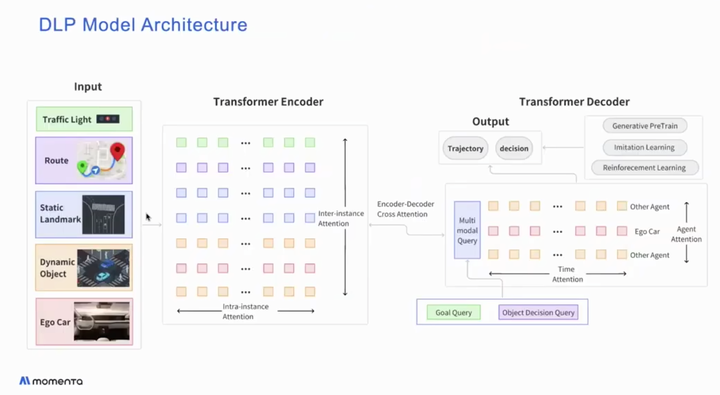 DLP Model Architecture
Input
Traffic Light
Route
Static
Landmark
Dynamic
Object
Ego Car
Transformer Encoder
...
...
...
...
...
...
...
Inter-instance
Attention
Intra-instance
Attention
Encoder-Decoder
Cross Attention
Transformer Decoder
Output
Trajectory
decision
Generative PreTrain
Imitation Learning
Reinforecement Learning
Multi
modal
Query
...
Other Agent
...
Ego Car
...
Other Agent
Agent
Attention
Time
Attention
Goal Query
Object Decision Query
momenta